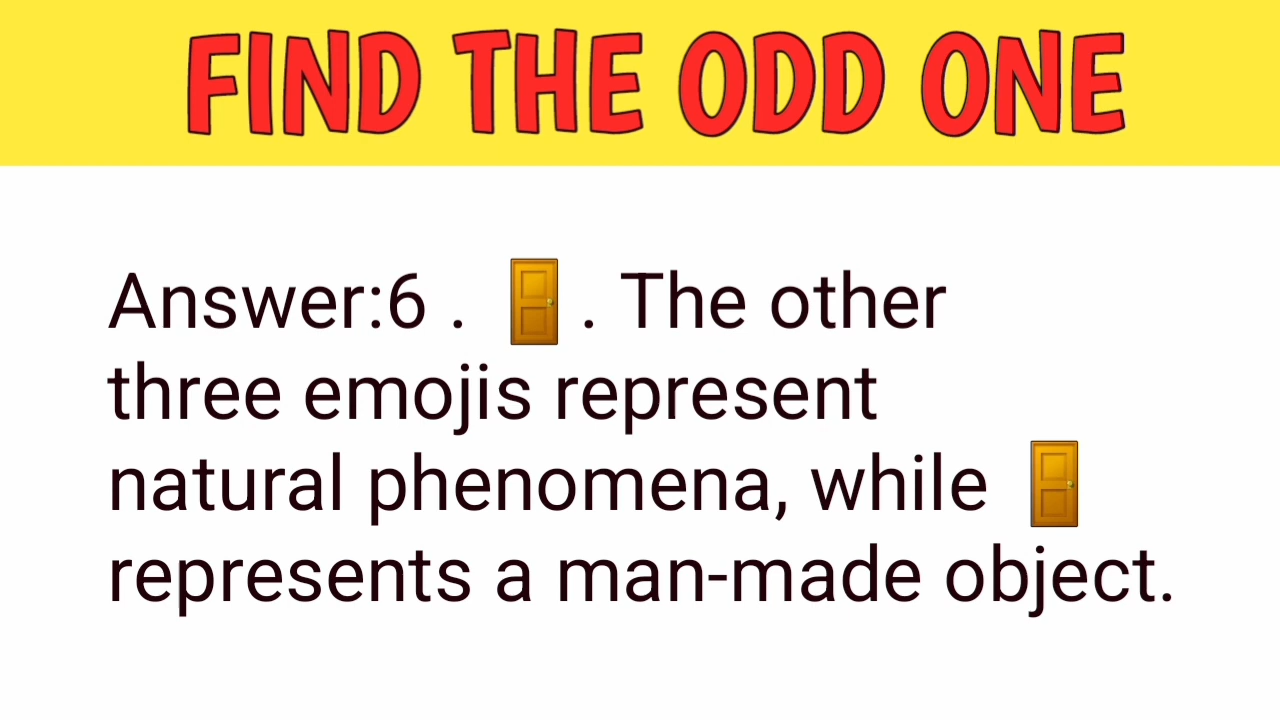 FIND THE ODD ONE
Answer:6 . 🚪 . The other
three emojis represent
natural phenomena, while 🚪
represents a man-made object.